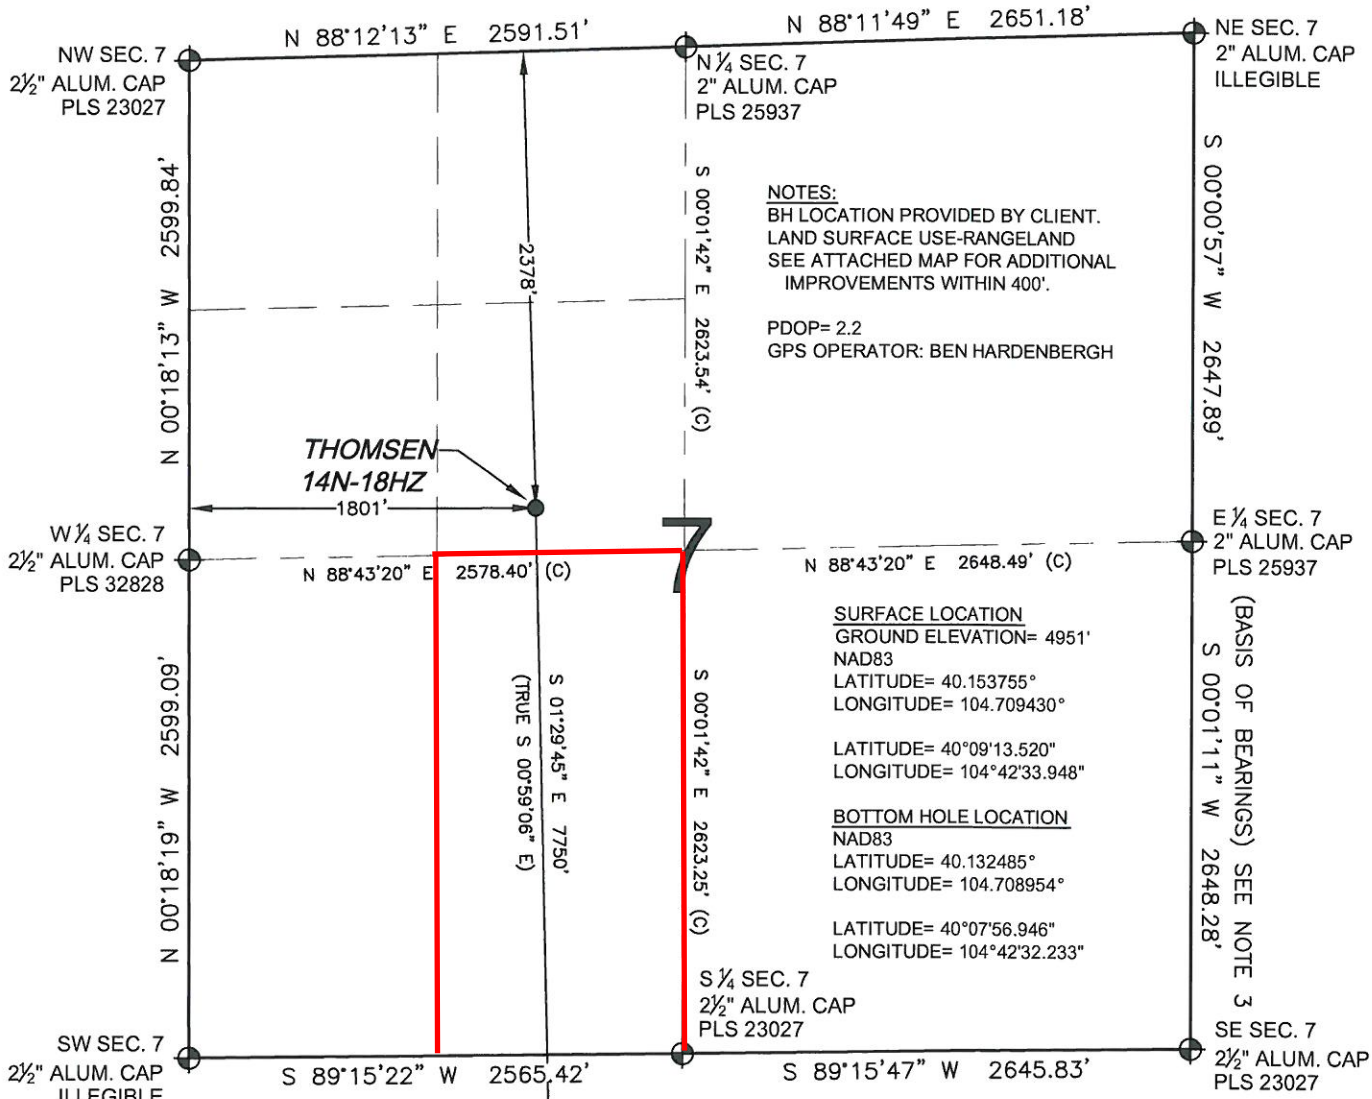 N 88°12'13" E 2591.51'
N 88°11'49" E 2651.18'
NW SEC. 7
2½" ALUM. CAP
PLS 23027
N ¼ SEC. 7
2" ALUM. CAP
PLS 25937
NE SEC. 7
2" ALUM. CAP
ILLEGIBLE
N 00°18'13" W 2599.84'
2378'
S 00°01'42" E 2623.54' (C)
S 00°00'57" W 2647.89'
NOTES:
BH LOCATION PROVIDED BY CLIENT.
LAND SURFACE USE-RANGELAND
SEE ATTACHED MAP FOR ADDITIONAL
IMPROVEMENTS WITHIN 400'.
PDOP= 2.2
GPS OPERATOR: BEN HARDENBERGH
THOMSEN
14N-18HZ
1801'
7
W ¼ SEC. 7
2½" ALUM. CAP
PLS 32828
N 88°43'20" E 2578.40' (C)
N 88°43'20" E 2648.49' (C)
E ¼ SEC. 7
2" ALUM. CAP
PLS 25937
N 00°18'19" W 2599.09'
S 01°29'45" E 7750'
(TRUE S 00°59'06" E)
S 00°01'42" E 2623.25' (C)
SURFACE LOCATION
GROUND ELEVATION= 4951'
NAD83
LATITUDE= 40.153755°
LONGITUDE= 104.709430°
LATITUDE= 40°09'13.520"
LONGITUDE= 104°42'33.948"
BOTTOM HOLE LOCATION
NAD83
LATITUDE= 40.132485°
LONGITUDE= 104.708954°
LATITUDE= 40°07'56.946"
LONGITUDE= 104°42'32.233"
S 00°01'11" W 2648.28'
(BASIS OF BEARINGS) SEE NOTE 3
S ¼ SEC. 7
2½" ALUM. CAP
PLS 23027
SW SEC. 7
2½" ALUM. CAP
ILLEGIBLE
S 89°15'22" W 2565.42'
S 89°15'47" W 2645.83'
SE SEC. 7
2½" ALUM. CAP
PLS 23027